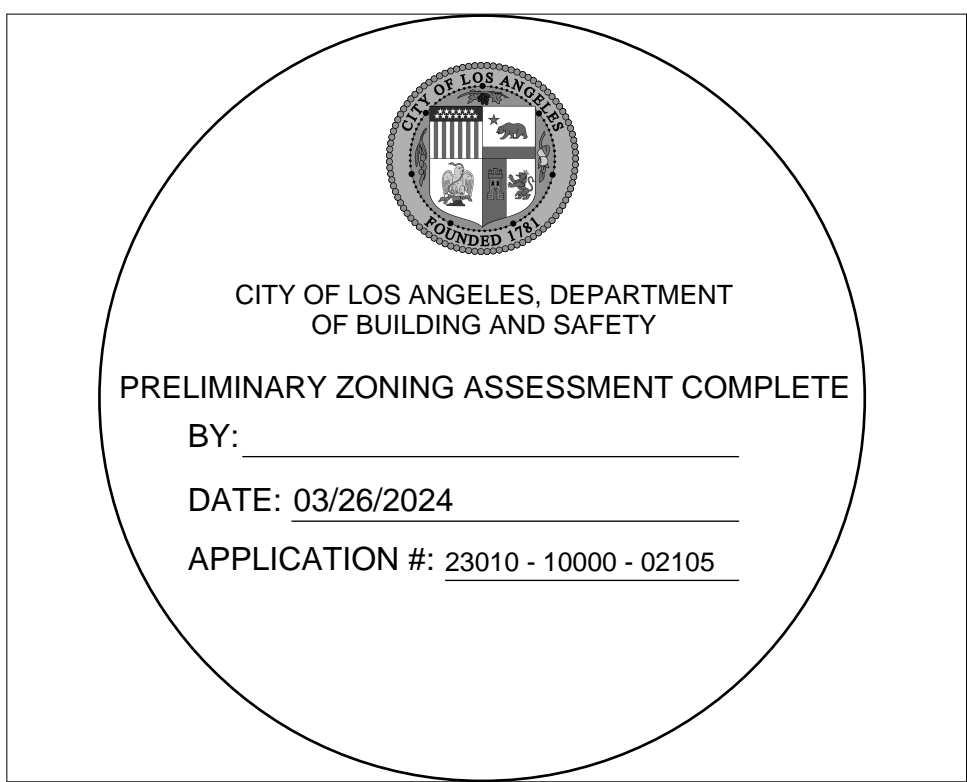 CITY OF LOS ANGELES
FOUNDED 1781
CITY OF LOS ANGELES, DEPARTMENT
OF BUILDING AND SAFETY
PRELIMINARY ZONING ASSESSMENT COMPLETE
BY:
DATE: 03/26/2024
APPLICATION #: 23010 - 10000 - 02105